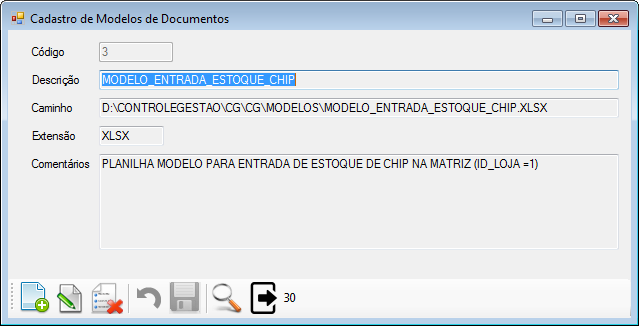 Cadastro de Modelos de Documentos
Código 3
Descrição MODELO_ENTRADA_ESTOQUE_CHIP
Caminho D:\CONTROLEGESTAO\CG\CG\MODELOS\MODELO_ENTRADA_ESTOQUE_CHIP.XLSX
Extensão XLSX
Comentários PLANILHA MODELO PARA ENTRADA DE ESTOQUE DE CHIP NA MATRIZ (ID_LOJA =1)
30